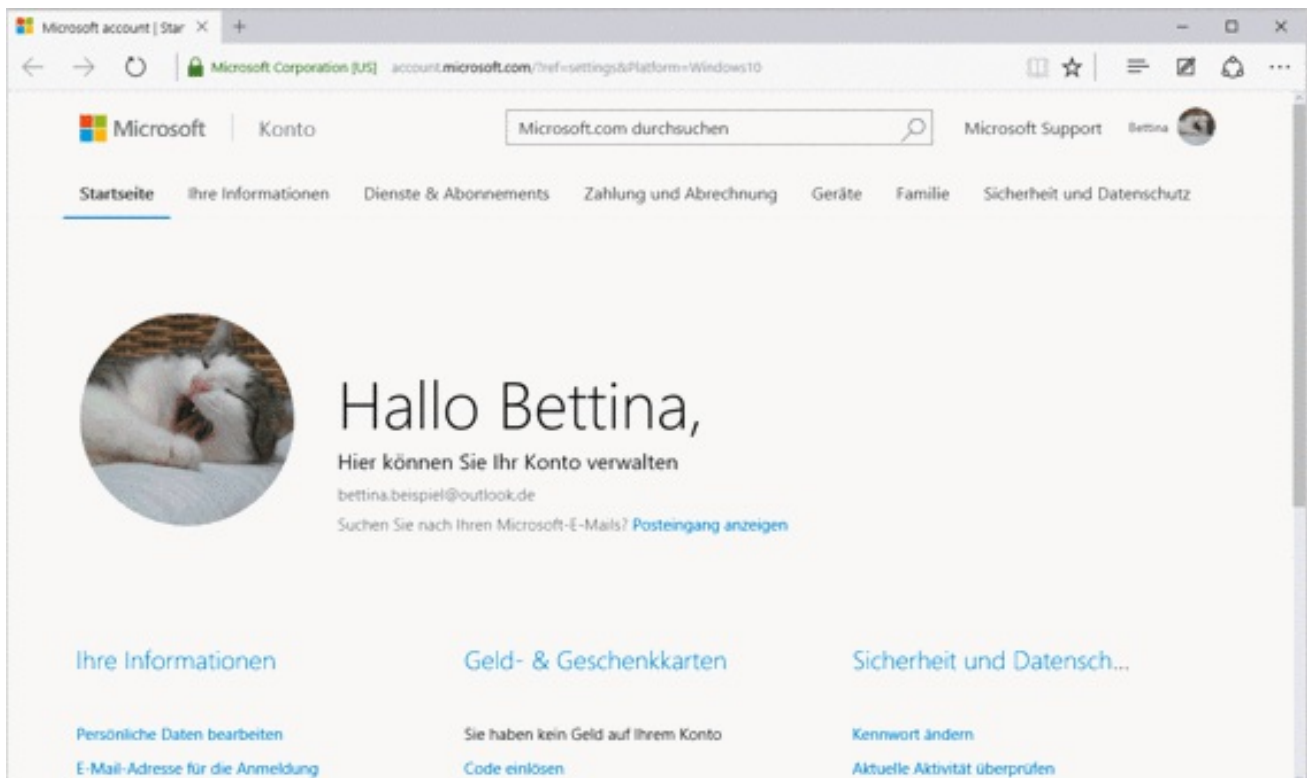 Microsoft account | Star
Microsoft Corporation [US] account.microsoft.com/?ref=settings&Platform=Windows10
Microsoft Konto Microsoft.com durchsuchen Microsoft Support Bettina
Startseite Ihre Informationen Dienste & Abonnements Zahlung und Abrechnung Geräte Familie Sicherheit und Datenschutz
Hallo Bettina,
Hier können Sie Ihr Konto verwalten
bettina.beispiel@outlook.de
Suchen Sie nach Ihren Microsoft-E-Mails? Posteingang anzeigen
Ihre Informationen Geld- & Geschenkkarten Sicherheit und Datensch...
Persönliche Daten bearbeiten Sie haben kein Geld auf Ihrem Konto Kennwort ändern
E-Mail-Adresse für die Anmeldung Code einlösen Aktuelle Aktivität überprüfen